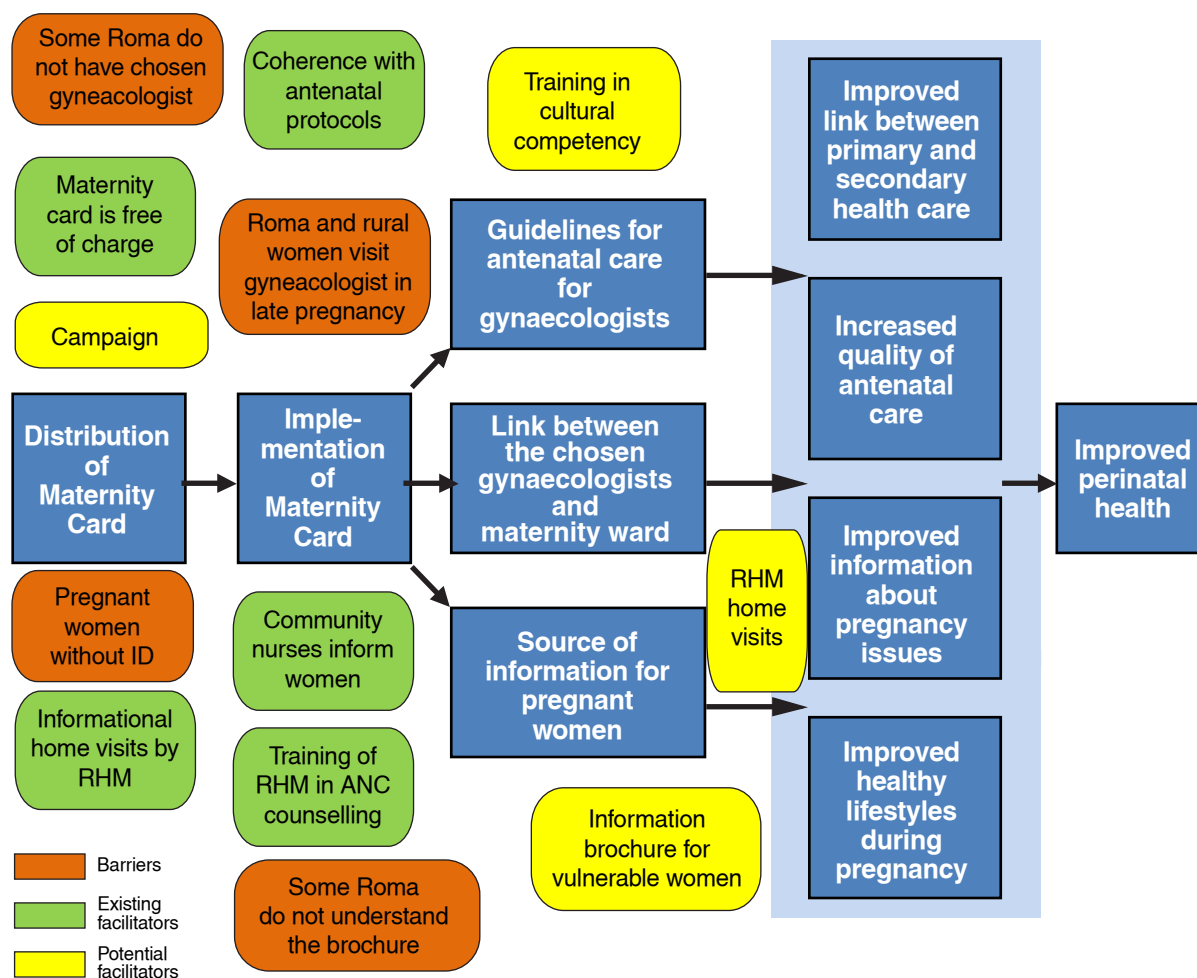 Some Roma do
not have chosen
gyneacologist
Coherence with
antenatal
protocols
Training in
cultural
competency
Improved
link between
primary and
secondary
health care
Maternity
card is free
of charge
Roma and rural
women visit
gyneacologist in
late pregnancy
Guidelines for
antenatal care
for
gynaecologists
Campaign
Increased
quality of
antenatal
care
Distribution
of
Maternity
Card
Imple-
mentation
of
Maternity
Card
Link between
the chosen
gynaecologists
and
maternity ward
Improved
perinatal
health
Pregnant
women
without ID
Community
nurses inform
women
Source of
information for
pregnant
women
RHM
home
visits
Improved
information
about
pregnancy
issues
Informational
home visits by
RHM
Training of
RHM in ANC
counselling
Information
brochure for
vulnerable women
Improved
healthy
lifestyles
during
pregnancy
Some Roma
do not understand
the brochure
Barriers
Existing
facilitators
Potential
facilitators